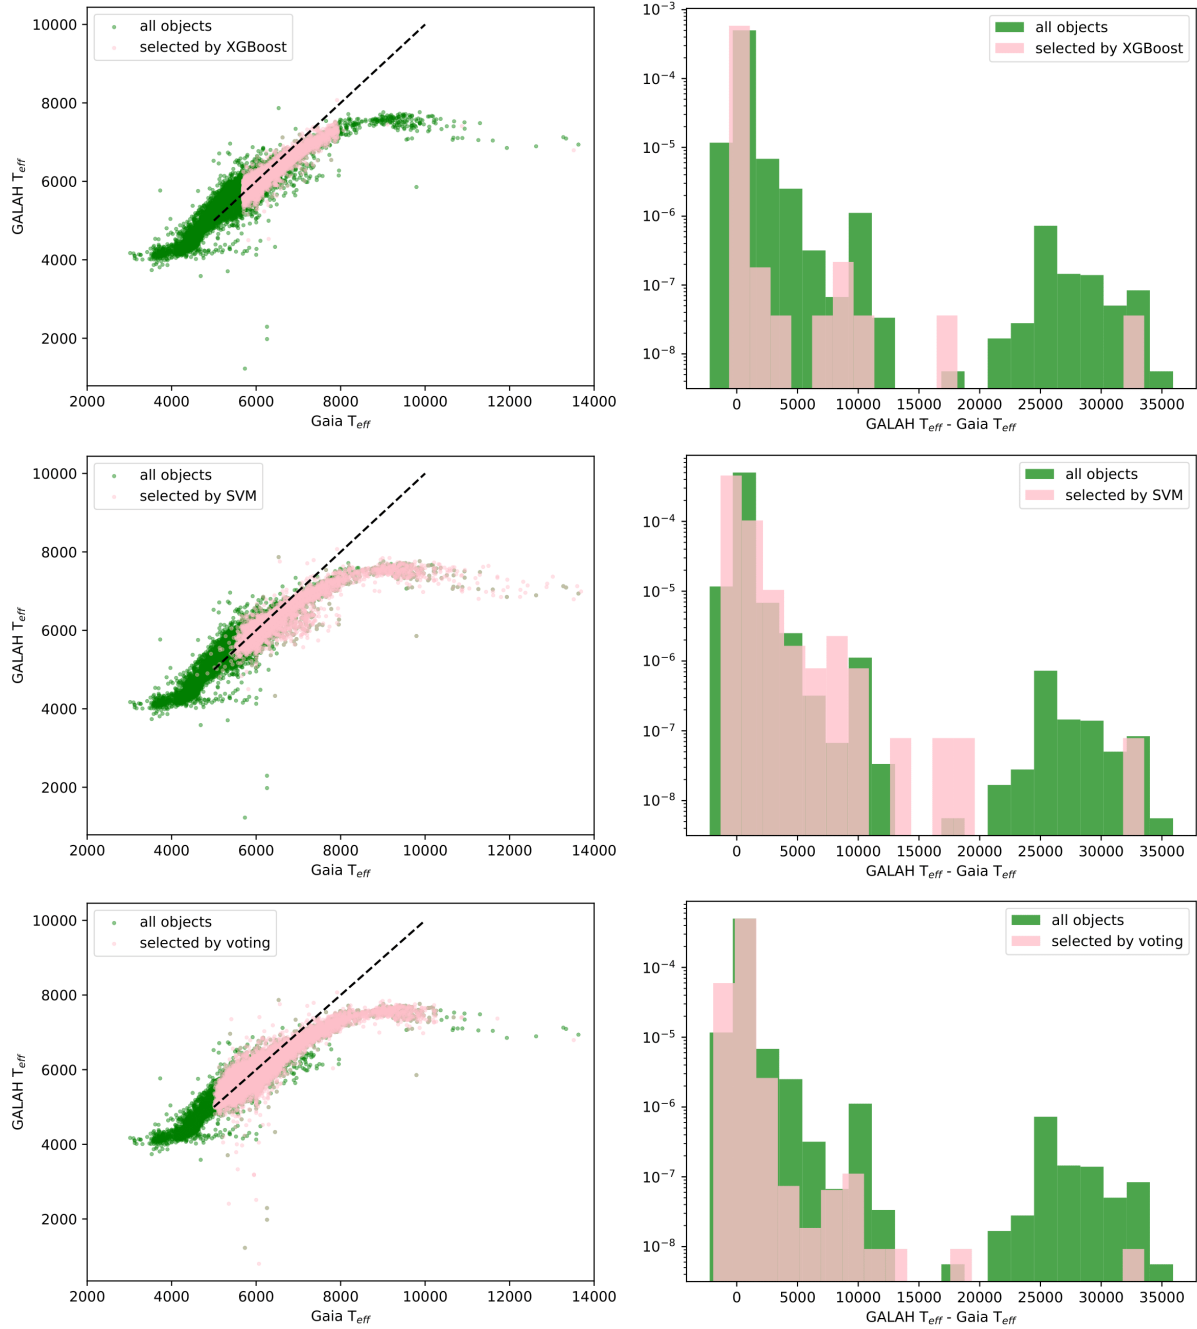 10000
8000
6000
4000
2000
GALAH T_eff
all objects
selected by XGBoost
2000 4000 6000 8000 10000 12000 14000
Gaia T_eff
10^−3
10^−4
10^−5
10^−6
10^−7
10^−8
all objects
selected by XGBoost
0 5000 10000 15000 20000 25000 30000 35000
GALAH T_eff - Gaia T_eff
10000
8000
6000
4000
2000
GALAH T_eff
all objects
selected by SVM
2000 4000 6000 8000 10000 12000 14000
Gaia T_eff
10^−4
10^−5
10^−6
10^−7
10^−8
all objects
selected by SVM
0 5000 10000 15000 20000 25000 30000 35000
GALAH T_eff - Gaia T_eff
10000
8000
6000
4000
2000
GALAH T_eff
all objects
selected by voting
2000 4000 6000 8000 10000 12000 14000
Gaia T_eff
10^−4
10^−5
10^−6
10^−7
10^−8
all objects
selected by voting
0 5000 10000 15000 20000 25000 30000 35000
GALAH T_eff - Gaia T_eff